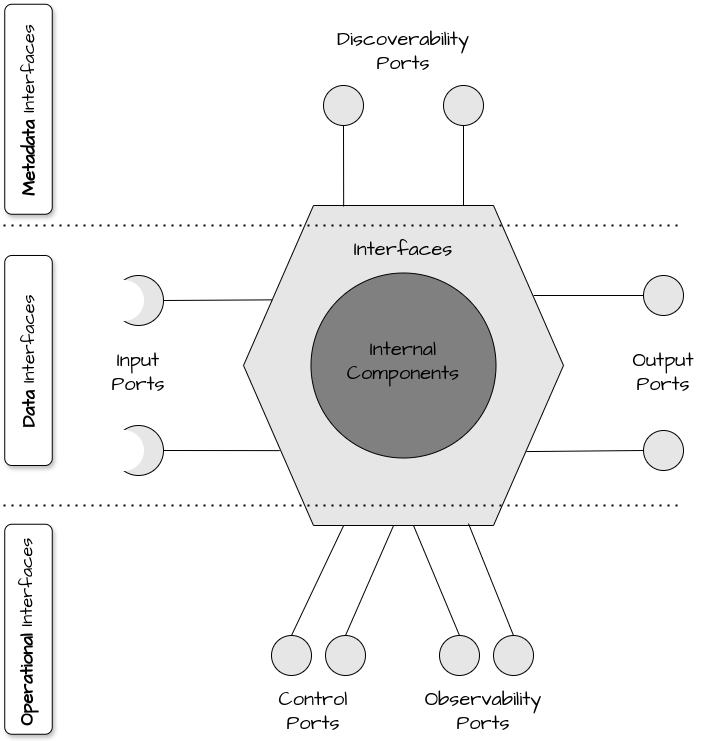 Metadata Interfaces
Discoverability
Ports
Interfaces
Data Interfaces
Internal
Components
Input
Ports
Output
Ports
Operational Interfaces
Control
Ports
Observability
Ports